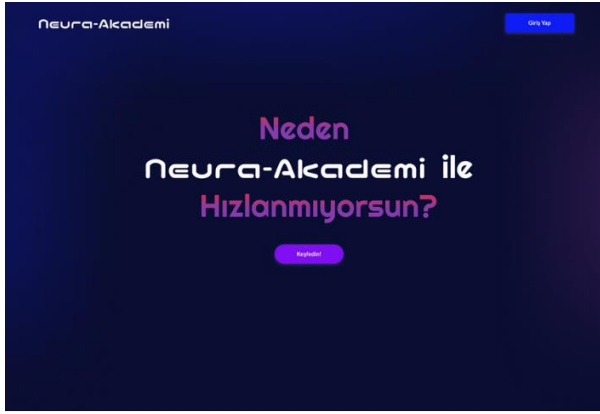 Neura-Akademi
Giriş Yap
Neden
Neura-Akademi ile
Hızlanmıyorsun?
Keşfedin!